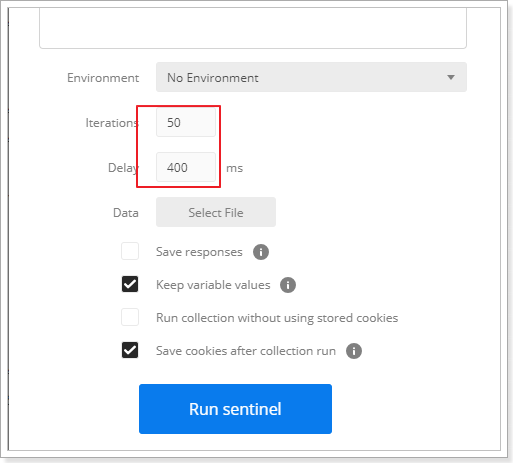 Environment No Environment
Iterations 50
Delay 400 ms
Data Select File
Save responses
Keep variable values
Run collection without using stored cookies
Save cookies after collection run
Run sentinel